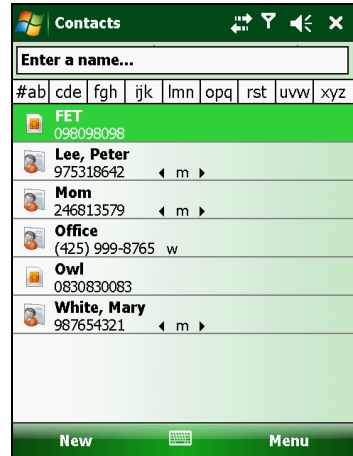 Contacts
Enter a name...
#ab cde fgh ijk lmn opq rst uvw xyz
FET
098098098
Lee, Peter
975318642 m
Mom
246813579 m
Office
(425) 999-8765 w
Owl
0830830083
White, Mary
987654321 m
New Menu